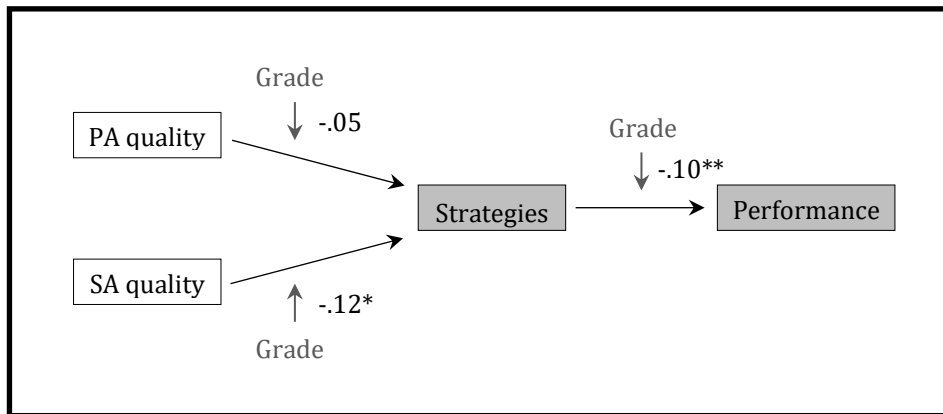 Grade
-.05
PA quality
Grade
-.10**
Strategies
Performance
SA quality
-.12*
Grade